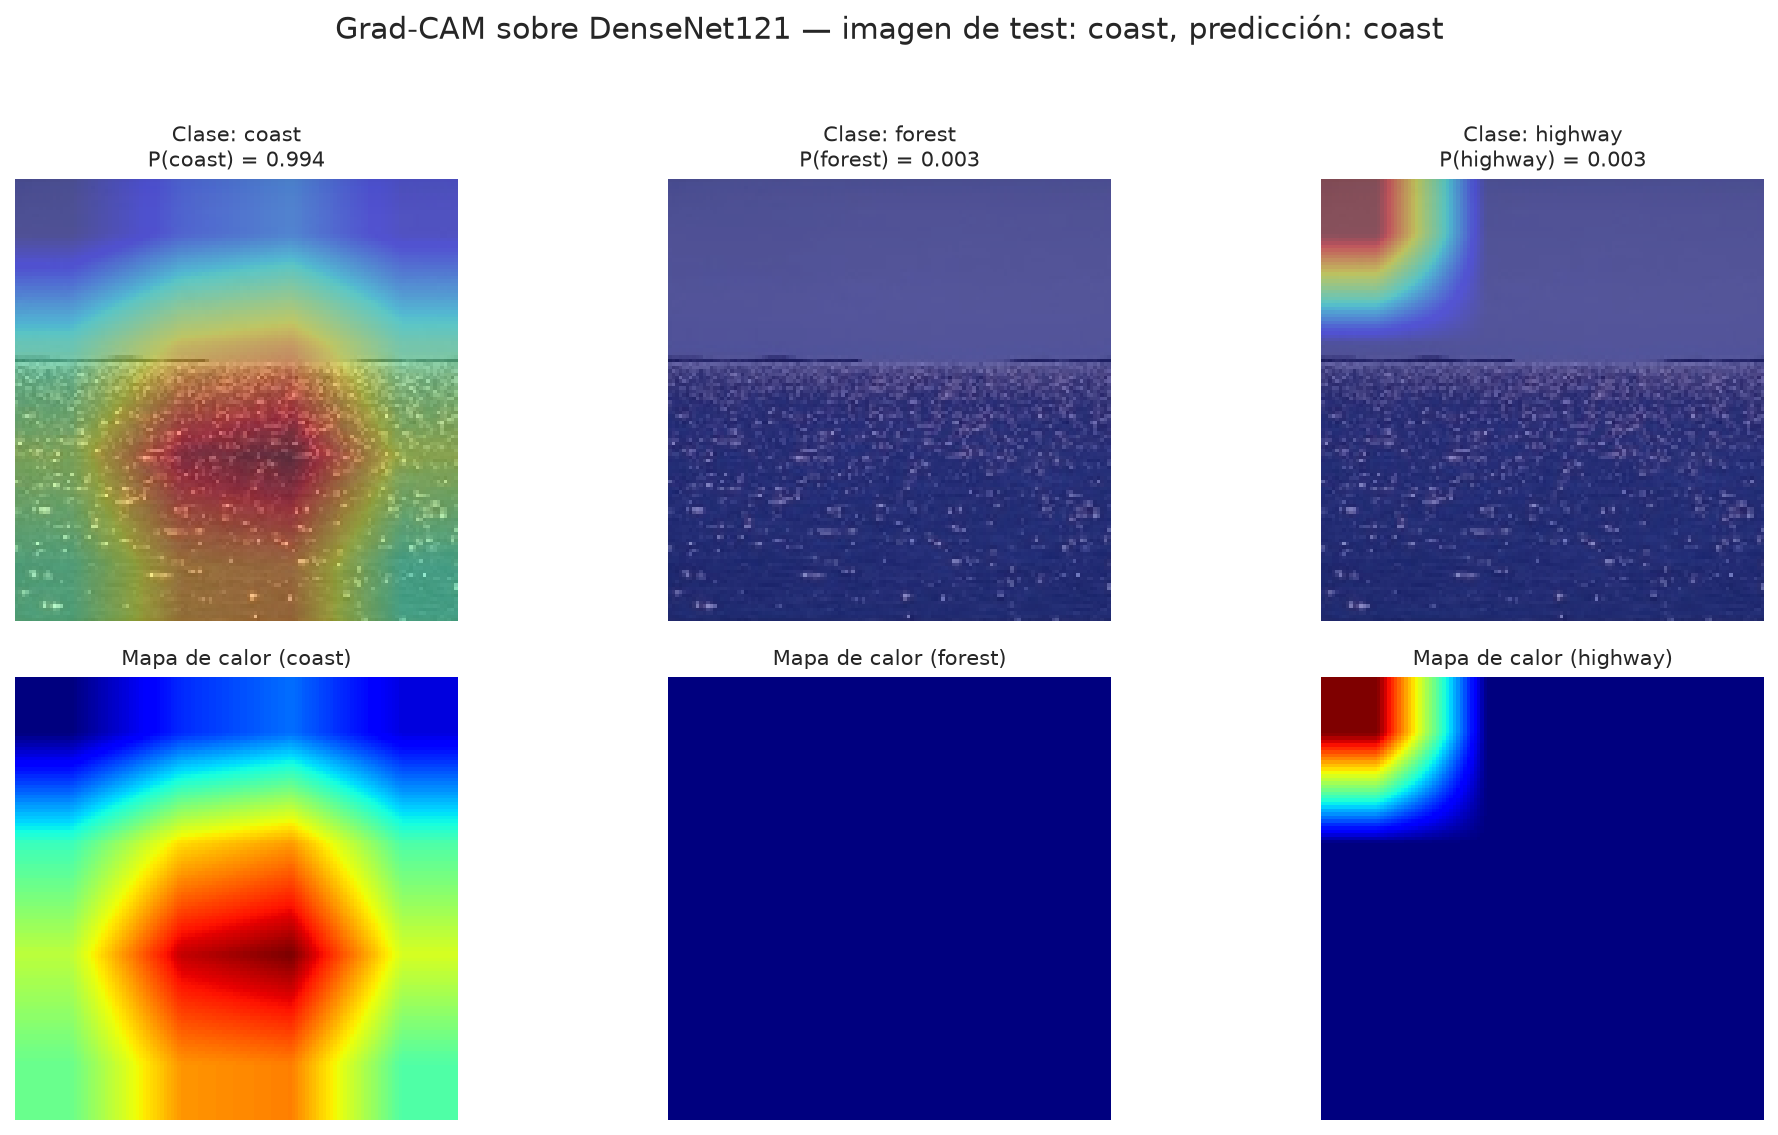 Grad-CAM sobre DenseNet121 — imagen de test: coast, predicción: coast
Clase: coast
P(coast) = 0.994
Clase: forest
P(forest) = 0.003
Clase: highway
P(highway) = 0.003
Mapa de calor (coast)
Mapa de calor (forest)
Mapa de calor (highway)